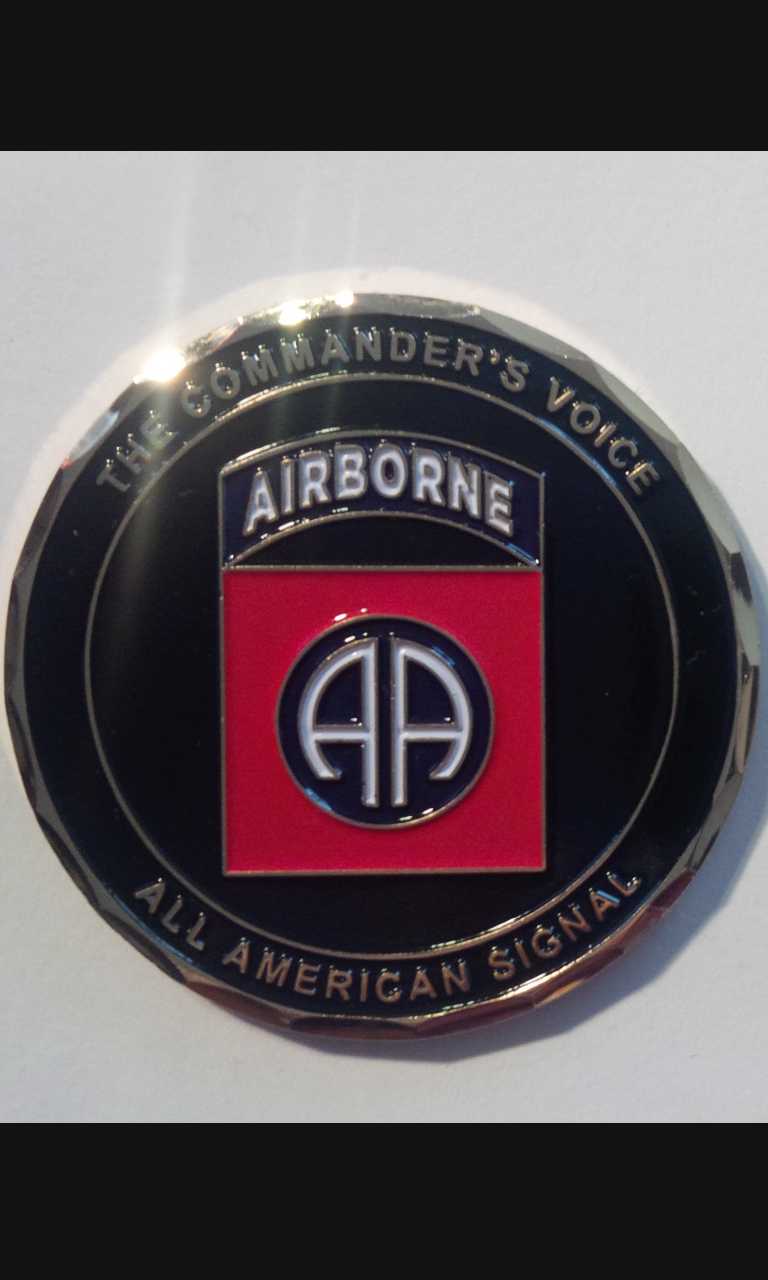 THE COMMANDER'S VOICE
AIRBORNE
AA
ALL AMERICAN SIGNAL